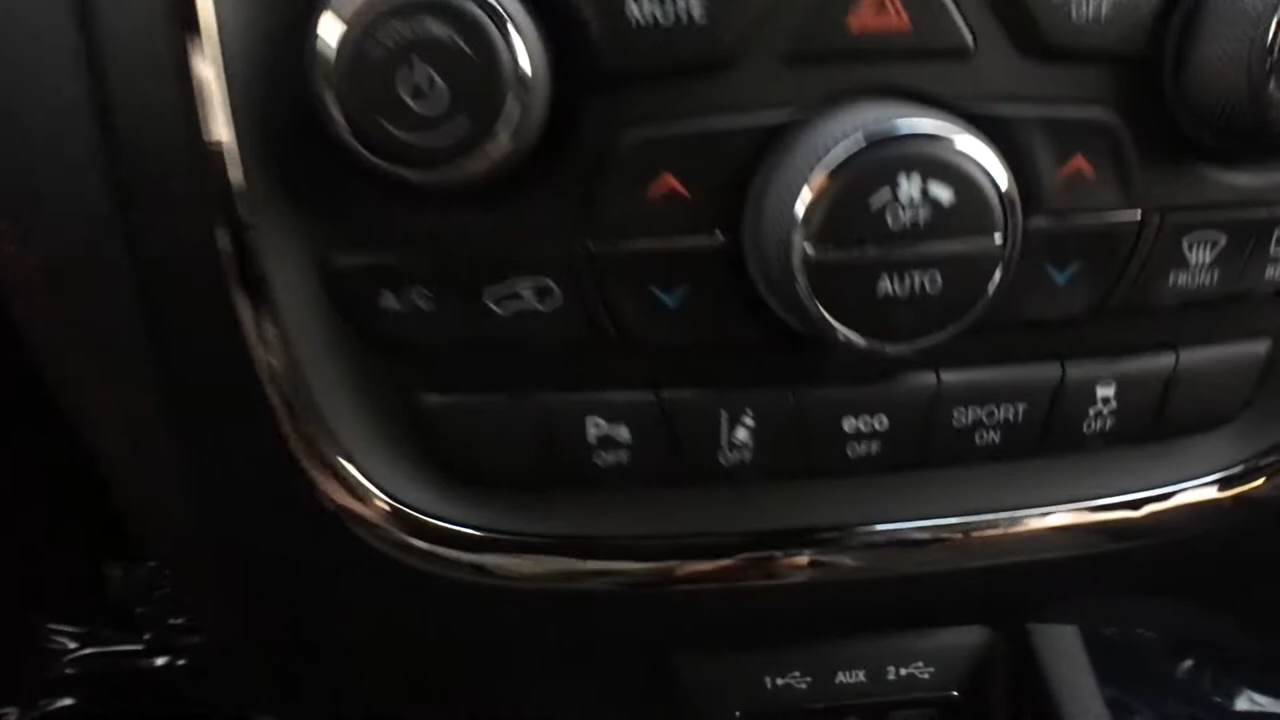 MUTE
OFF
OFF
AUTO
A/C
FRONT
OFF
OFF
eco
OFF
SPORT
ON
OFF
1 AUX 2